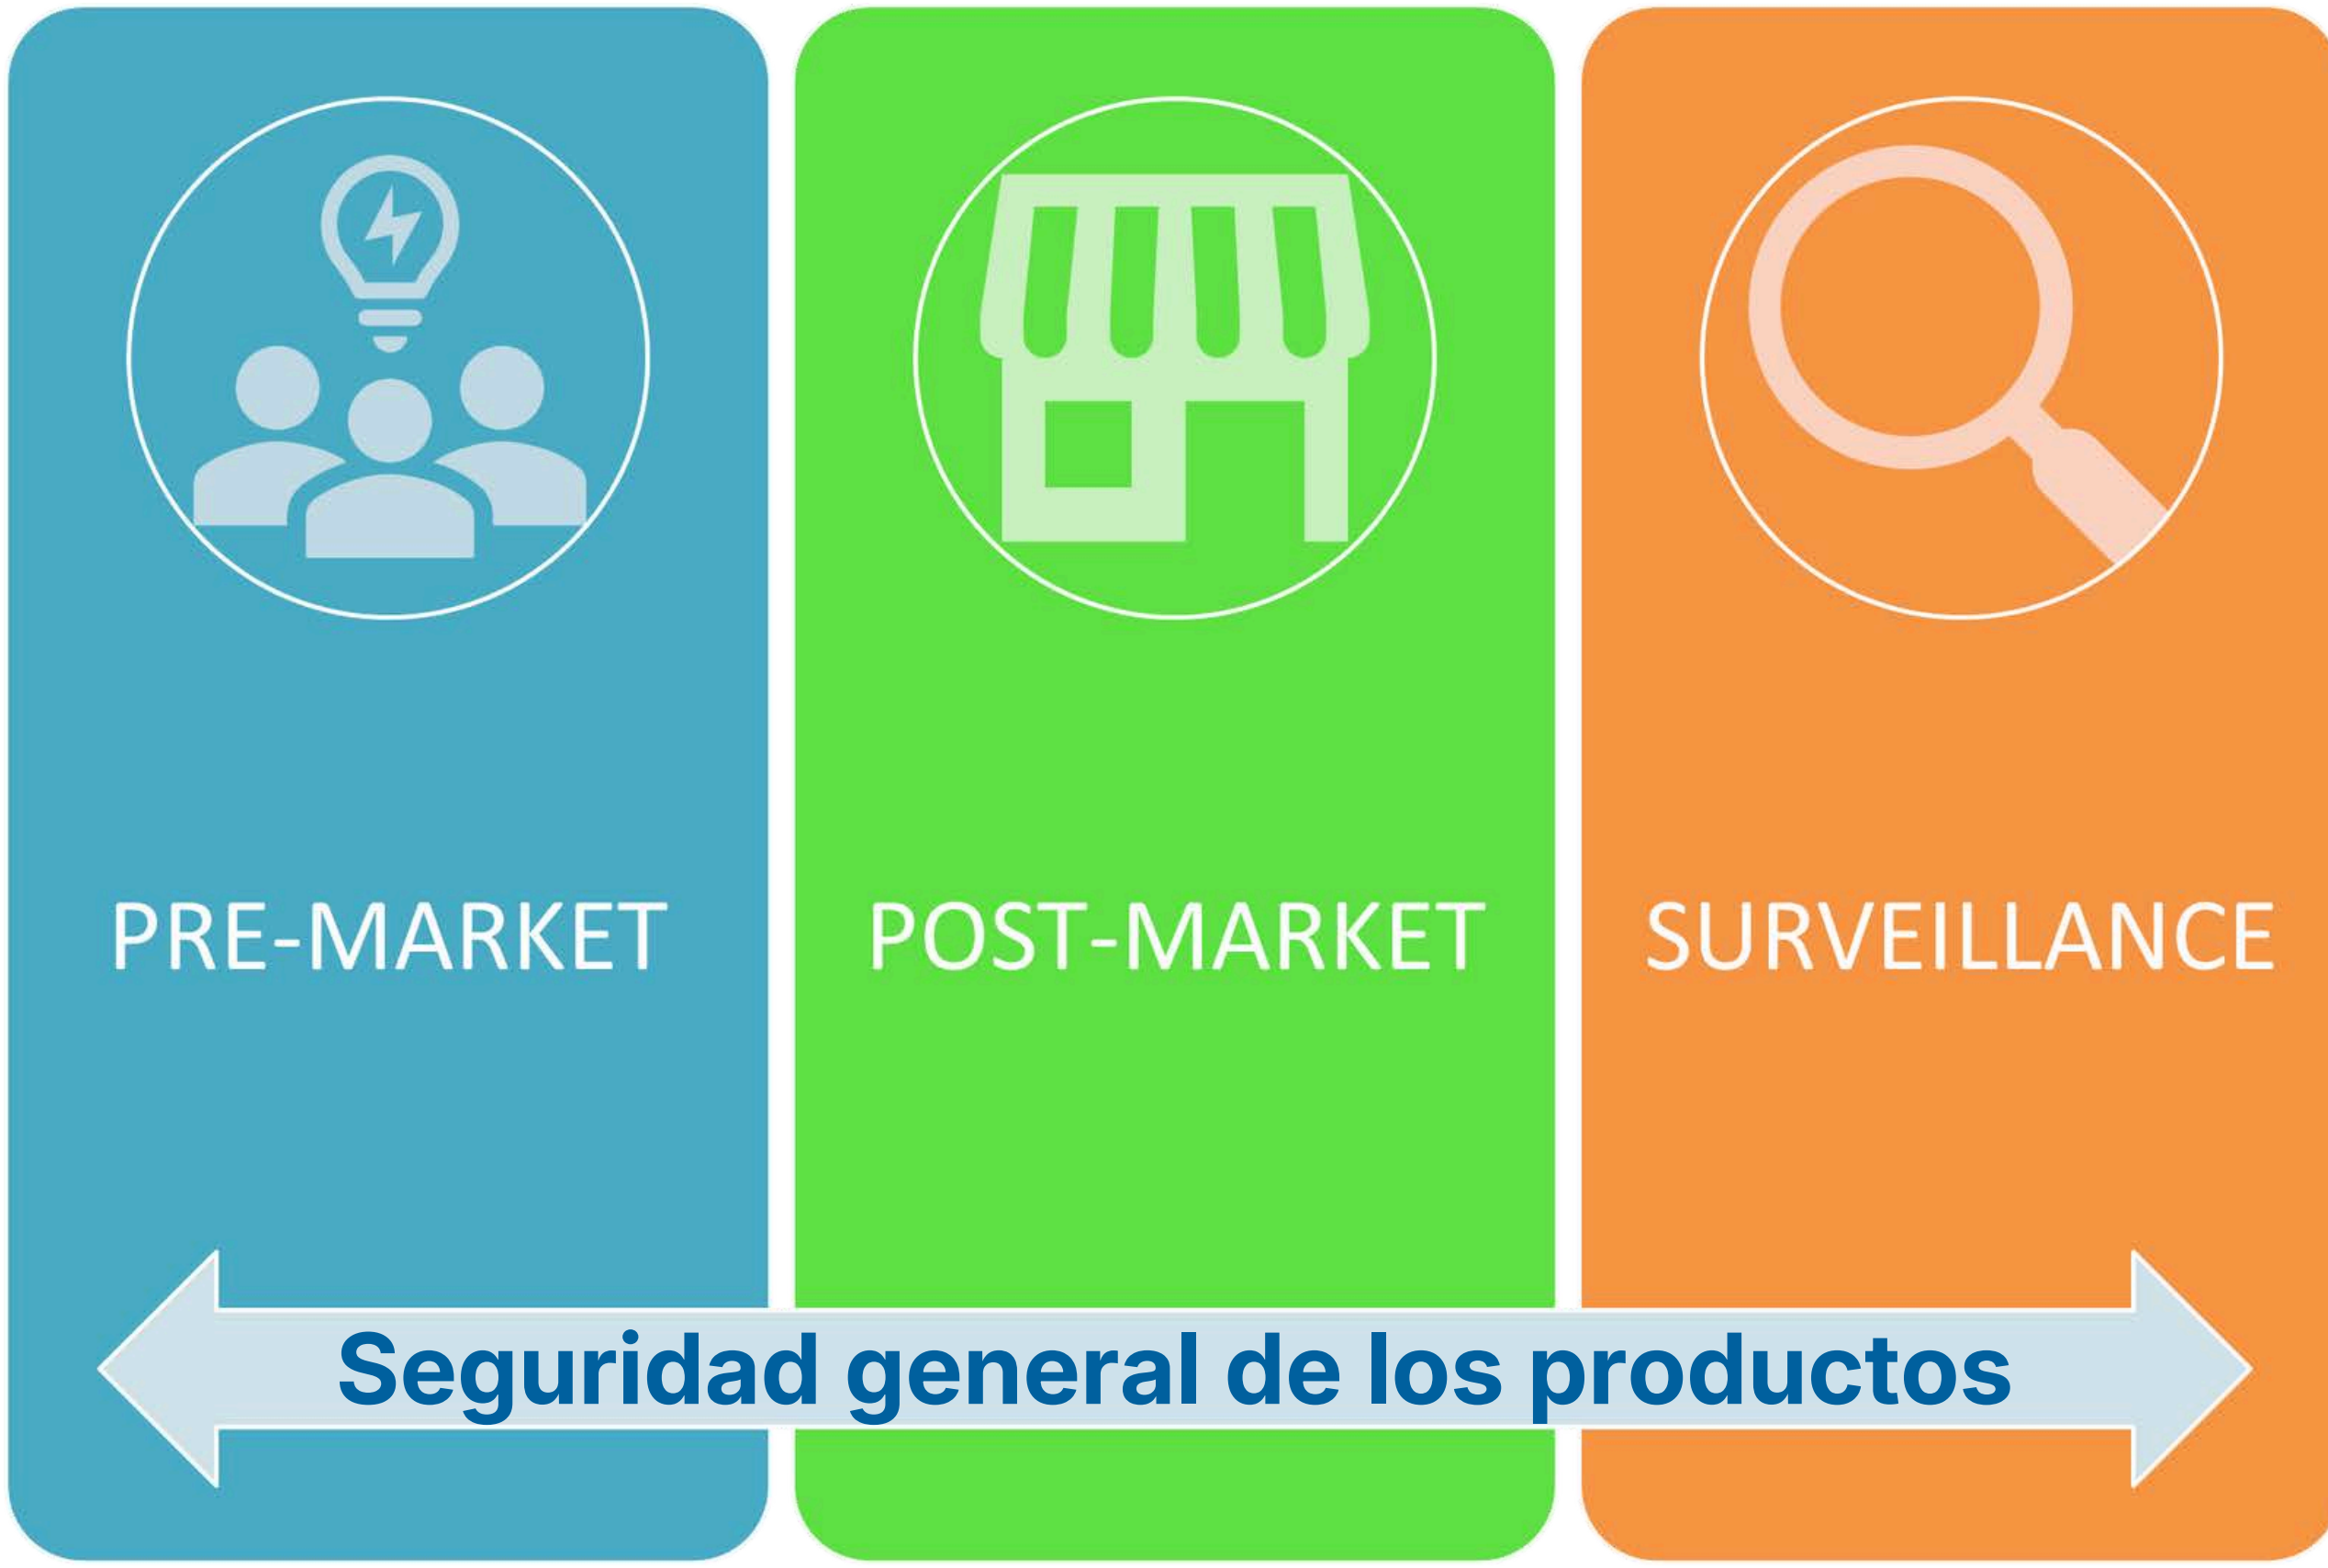 PRE-MARKET
POST-MARKET
SURVEILLANCE
Seguridad general de los productos